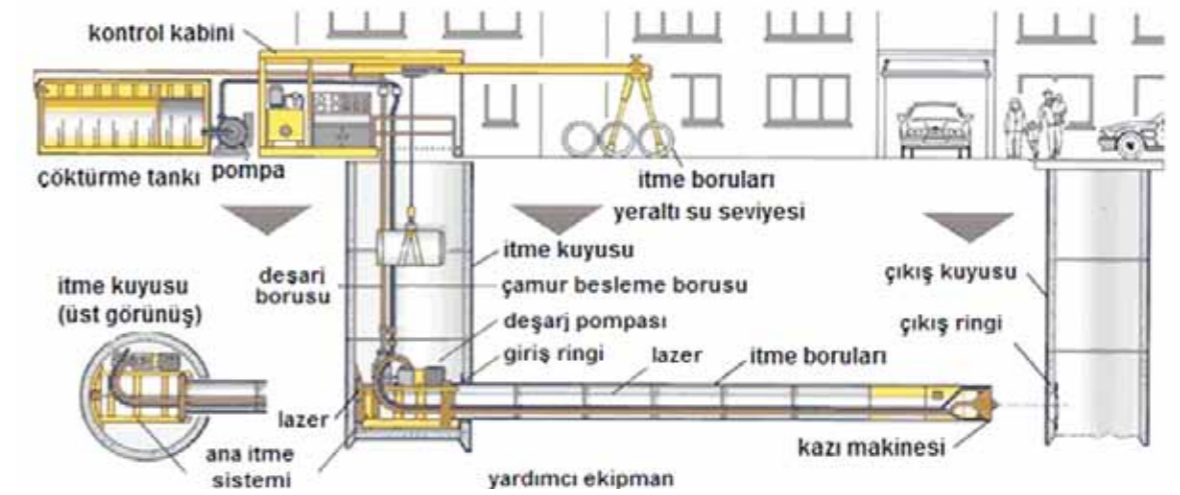 kontrol kabini
çöktürme tankı
pompa
itme boruları
yeraltı su seviyesi
itme kuyusu
(üst görünüş)
deşari
borusu
itme kuyusu
çamur besleme borusu
deşarj pompası
giriş ringi
lazer
itme boruları
çıkış kuyusu
çıkış ringi
lazer
ana itme
sistemi
kazı makinesi
yardımcı ekipman